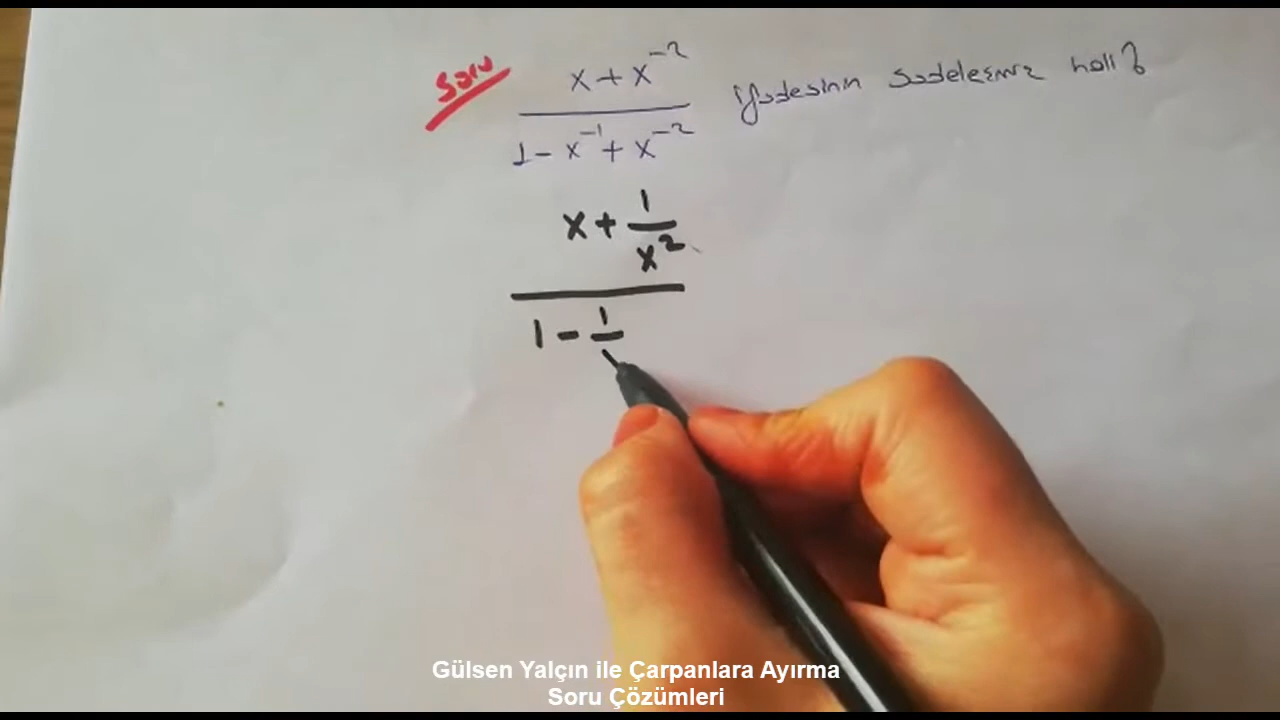 Soru
x + x⁻² ifadesinin sadeleşmiş hali?
1 - x⁻¹ + x⁻²
x + 1/x²
1 - 1/
Gülsen Yalçın ile Çarpanlara Ayırma
Soru Çözümleri